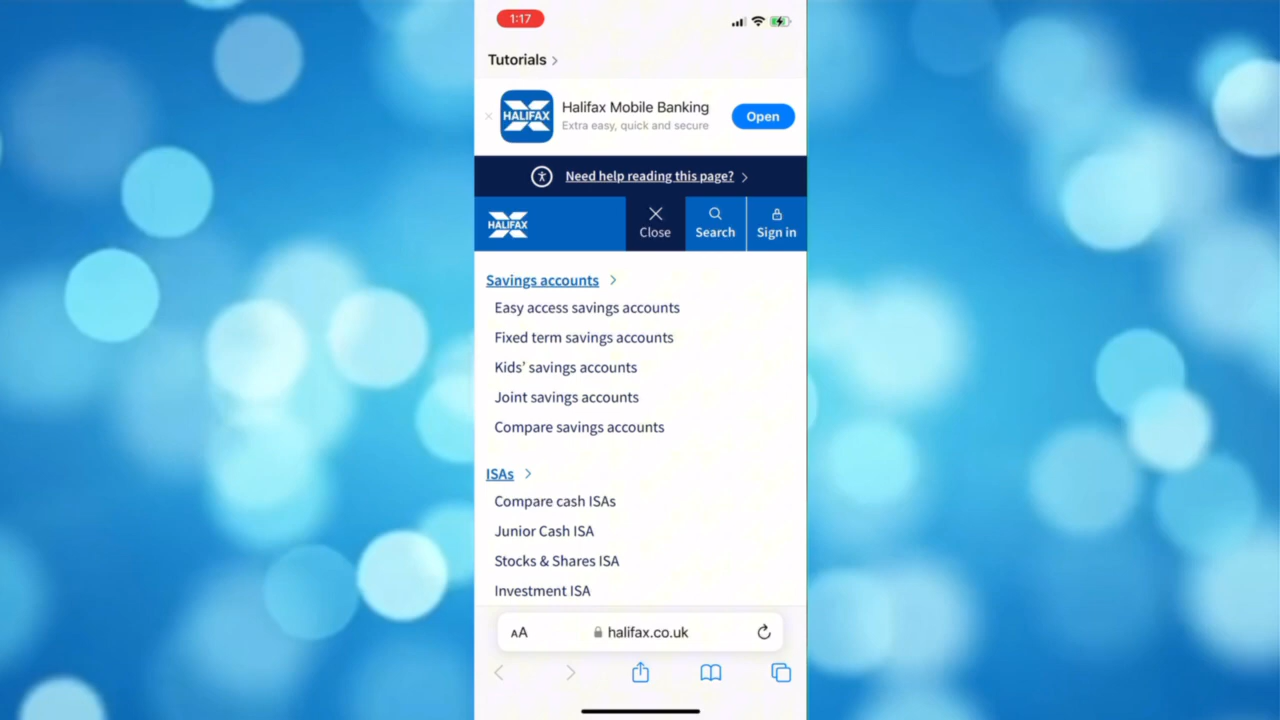 1:17
Tutorials
HALIFAX
Halifax Mobile Banking
Extra easy, quick and secure
Open
Need help reading this page?
HALIFAX
Close
Search
Sign in
Savings accounts
Easy access savings accounts
Fixed term savings accounts
Kids’ savings accounts
Joint savings accounts
Compare savings accounts
ISAs
Compare cash ISAs
Junior Cash ISA
Stocks & Shares ISA
Investment ISA
AA
halifax.co.uk